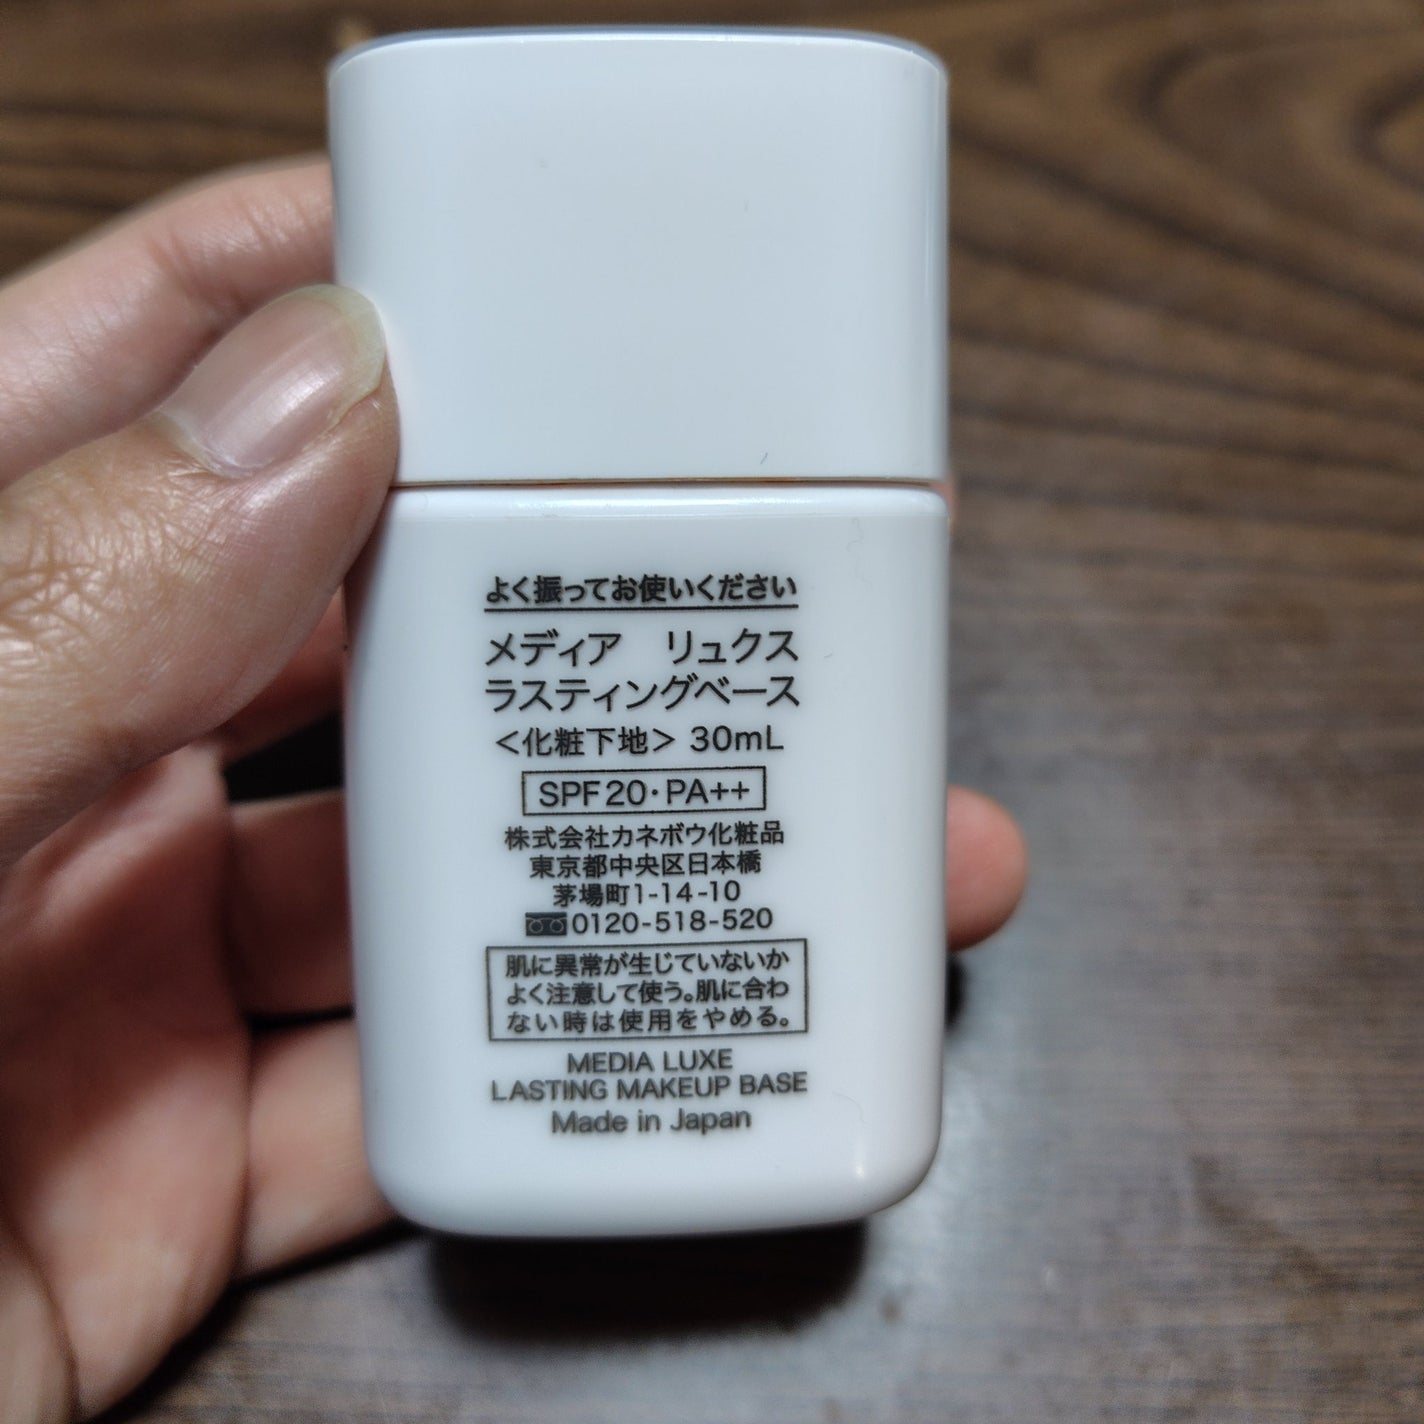 よく振ってお使いください
メディア　リュクス
ラスティングベース
＜化粧下地＞ 30mL
SPF20・PA++
株式会社カネボウ化粧品
東京都中央区日本橋
茅場町1-14-10
0120-518-520
肌に異常が生じていないか
よく注意して使う。肌に合わ
ない時は使用をやめる。
MEDIA LUXE
LASTING MAKEUP BASE
Made in Japan